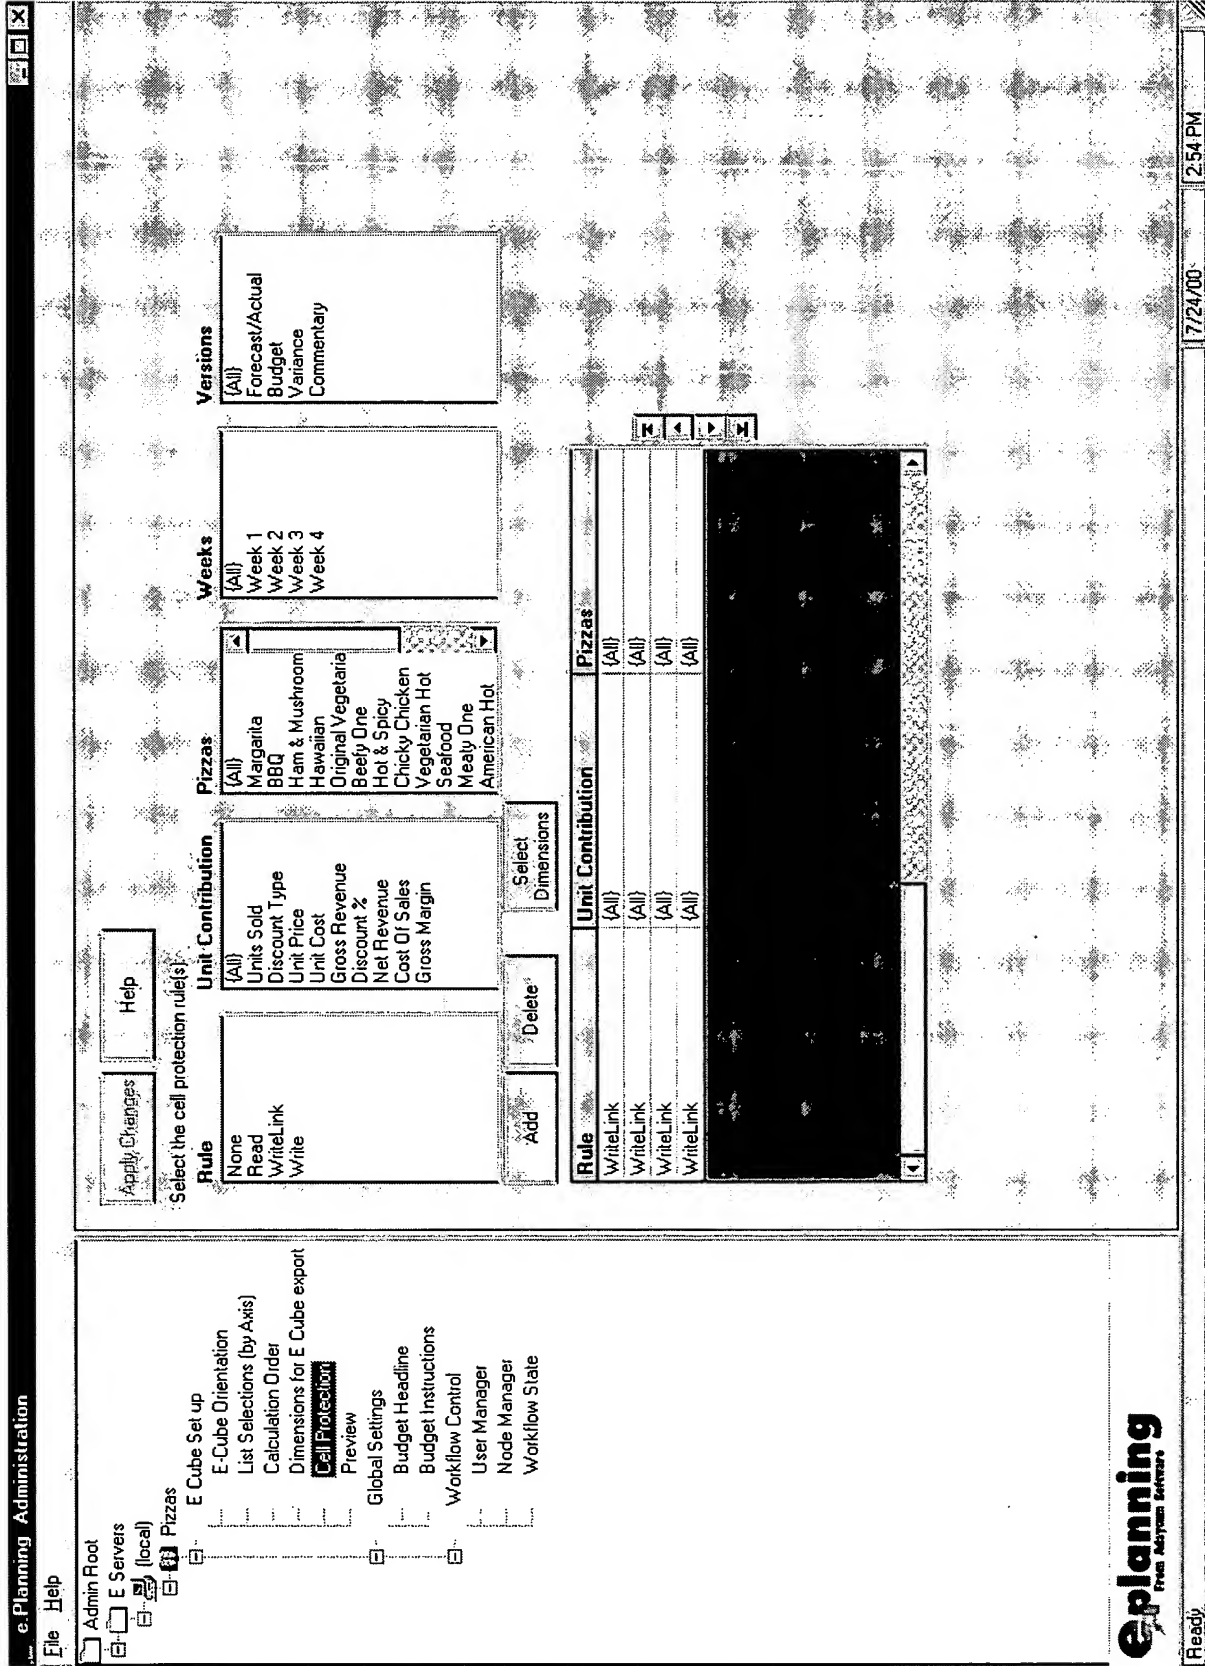 e.Planning Administration
File Help
Admin Root
E Servers
(local)
Pizzas
E Cube Set up
E-Cube Orientation
List Selections (by Axis)
Calculation Order
Dimensions for E Cube export
Cell Protection
Preview
Global Settings
Budget Headline
Budget Instructions
Workflow Control
User Manager
Node Manager
Workflow State
eplanning
From Adaytum Software
Apply Changes
Help
Select the cell protection rule(s):
Rule
None
Read
WriteLink
Write
Unit Contribution
{All}
Units Sold
Discount Type
Unit Price
Unit Cost
Gross Revenue
Discount %
Net Revenue
Cost Of Sales
Gross Margin
Pizzas
{All}
Margarita
BBQ
Ham & Mushroom
Hawaiian
Original Vegetaria
Beefy One
Hot & Spicy
Chicky Chicken
Vegetarian Hot
Seafood
Meaty One
American Hot
Weeks
{All}
Week 1
Week 2
Week 3
Week 4
Versions
{All}
Forecast/Actual
Budget
Variance
Commentary
Add
Delete
Select
Dimensions
Rule Unit Contribution Pizzas
WriteLink {All} {All}
WriteLink {All} {All}
WriteLink {All} {All}
WriteLink {All} {All}
Ready 7/24/00 2:54 PM